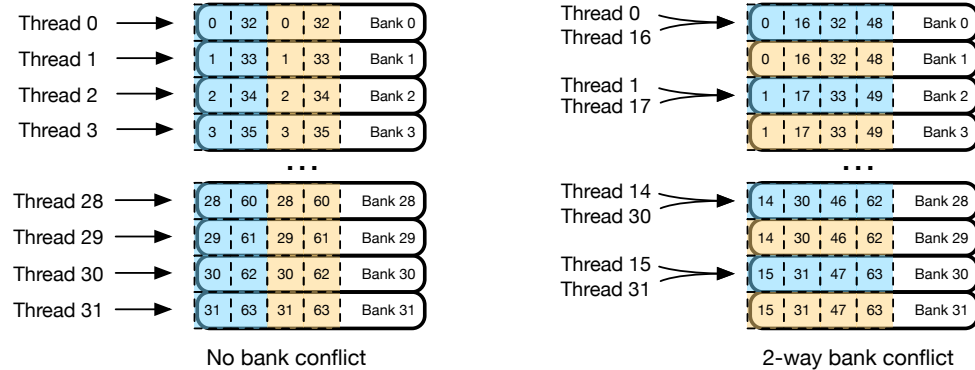 Thread 0 0 32 0 32 Bank 0
Thread 1 1 33 1 33 Bank 1
Thread 2 2 34 2 34 Bank 2
Thread 3 3 35 3 35 Bank 3
...
Thread 28 28 60 28 60 Bank 28
Thread 29 29 61 29 61 Bank 29
Thread 30 30 62 30 62 Bank 30
Thread 31 31 63 31 63 Bank 31
No bank conflict
Thread 0
Thread 16
0 16 32 48 Bank 0
0 16 32 48 Bank 1
Thread 1
Thread 17
1 17 33 49 Bank 2
1 17 33 49 Bank 3
...
Thread 14
Thread 30
14 30 46 62 Bank 28
14 30 46 62 Bank 29
Thread 15
Thread 31
15 31 47 63 Bank 30
15 31 47 63 Bank 31
2-way bank conflict